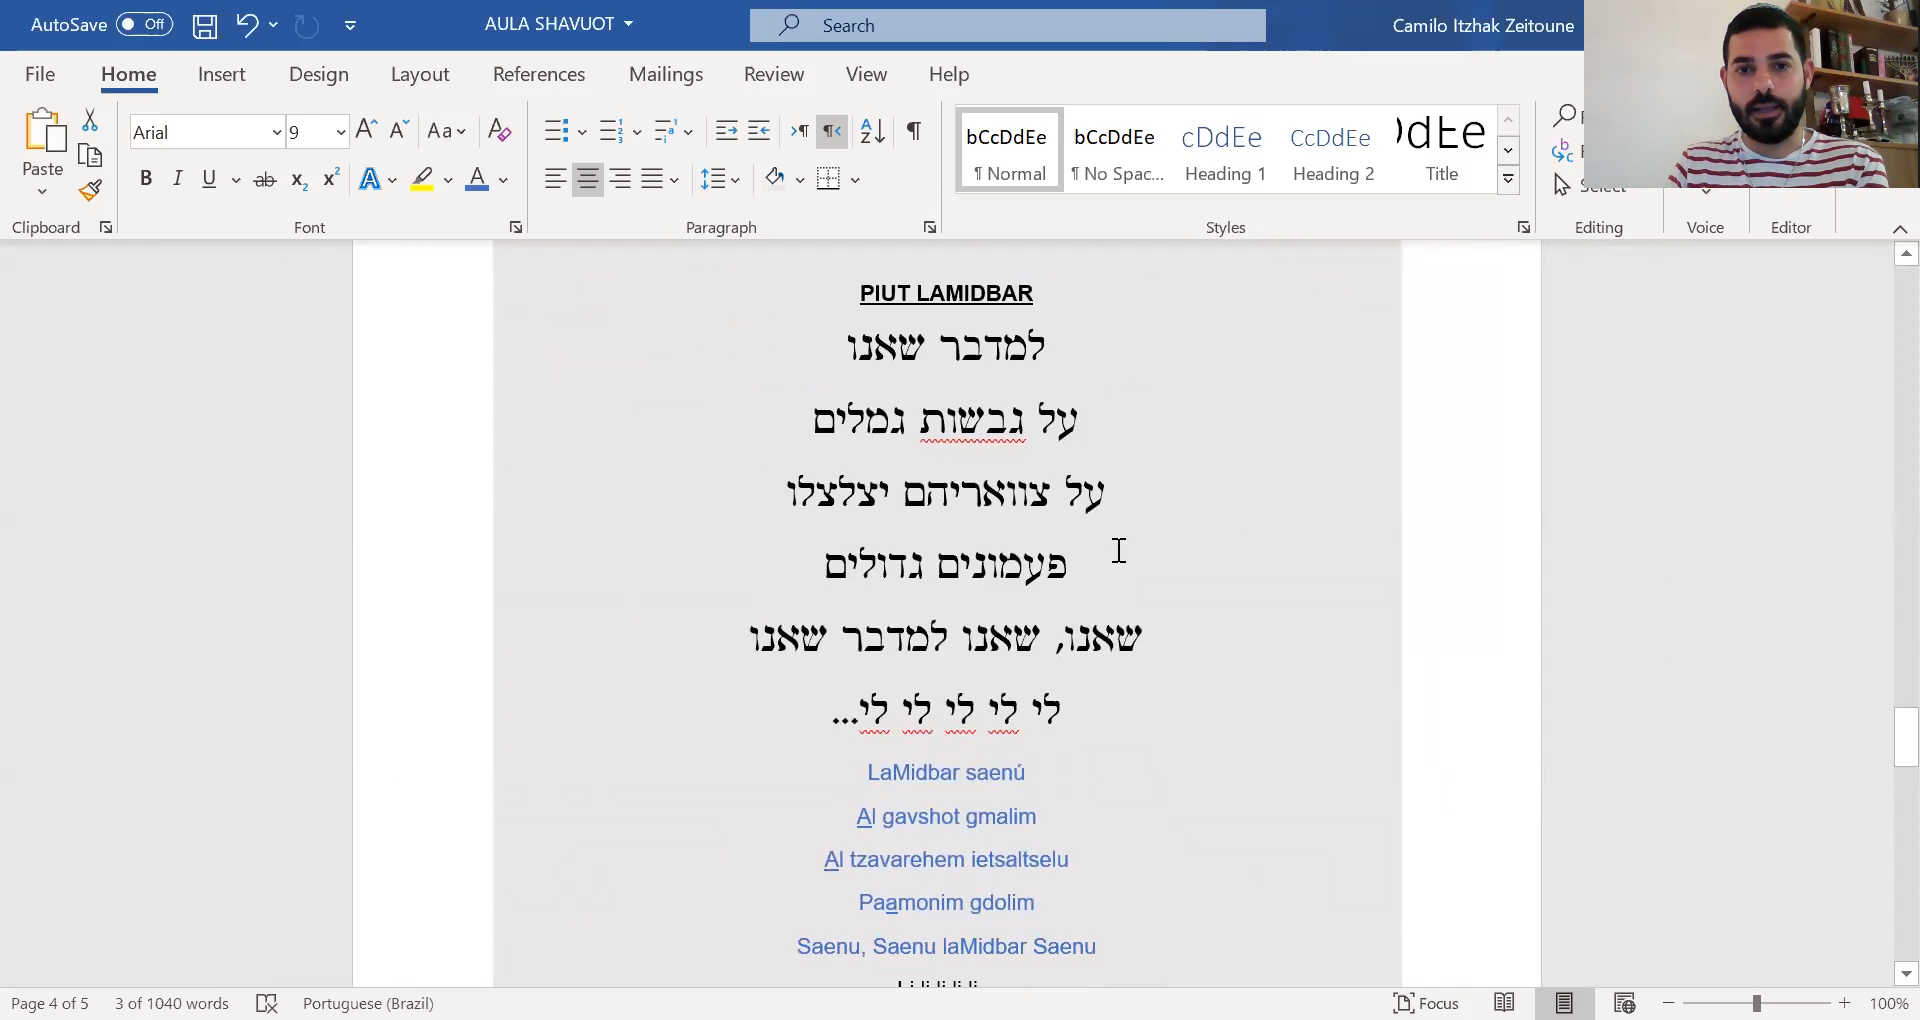 AutoSave Off
AULA SHAVUOT
Search
Camilo Itzhak Zeitoune
File Home Insert Design Layout References Mailings Review View Help
Paste
Arial
9
Aa
bCcDdEe
¶ Normal
bCcDdEe
¶ No Spac...
cDdEe
Heading 1
CcDdEe
Heading 2
Title
Select
Clipboard Font Paragraph Styles Editing Voice Editor
PIUT LAMIDBAR
למדבר שאנו
על גבשות גמלים
על צוואריהם יצלצלו
פעמונים גדולים
שאנו, שאנו למדבר שאנו
לי לי לי לי לי...
LaMidbar saenú
Al gavshot gmalim
Al tzavarehem ietsaltselu
Paamonim gdolim
Saenu, Saenu laMidbar Saenu
Page 4 of 5 3 of 1040 words Portuguese (Brazil) Focus 100%